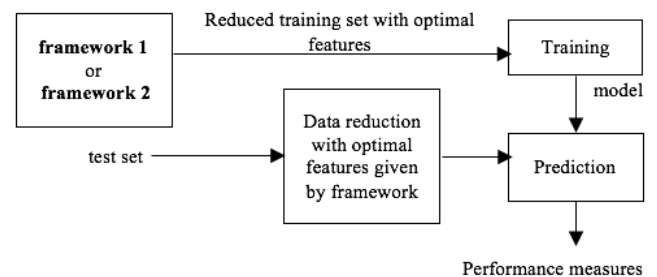 framework 1
or
framework 2
Reduced training set with optimal
features
Training
model
test set
Data reduction
with optimal
features given
by framework
Prediction
Performance measures